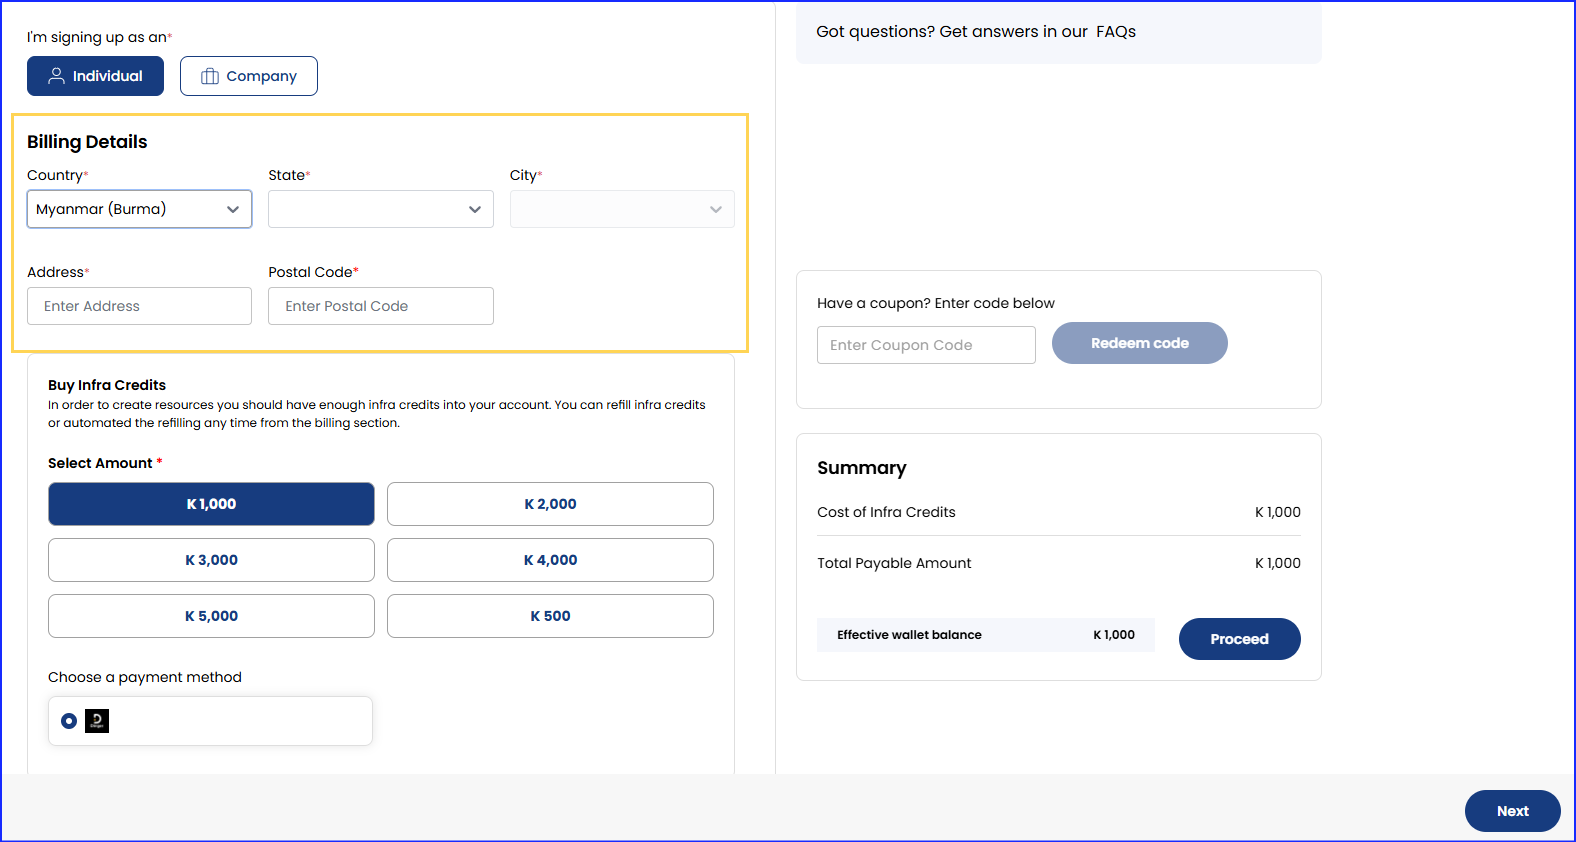 I'm signing up as an*
Individual
Company
Billing Details
Country*
State*
City*
Myanmar (Burma)
Address*
Postal Code*
Enter Address
Enter Postal Code
Buy Infra Credits
In order to create resources you should have enough infra credits into your account. You can refill infra credits
or automated the refilling any time from the billing section.
Select Amount *
K 1,000
K 2,000
K 3,000
K 4,000
K 5,000
K 500
Choose a payment method
Got questions? Get answers in our FAQs
Have a coupon? Enter code below
Enter Coupon Code
Redeem code
Summary
Cost of Infra Credits K 1,000
Total Payable Amount K 1,000
Effective wallet balance K 1,000
Proceed
Next